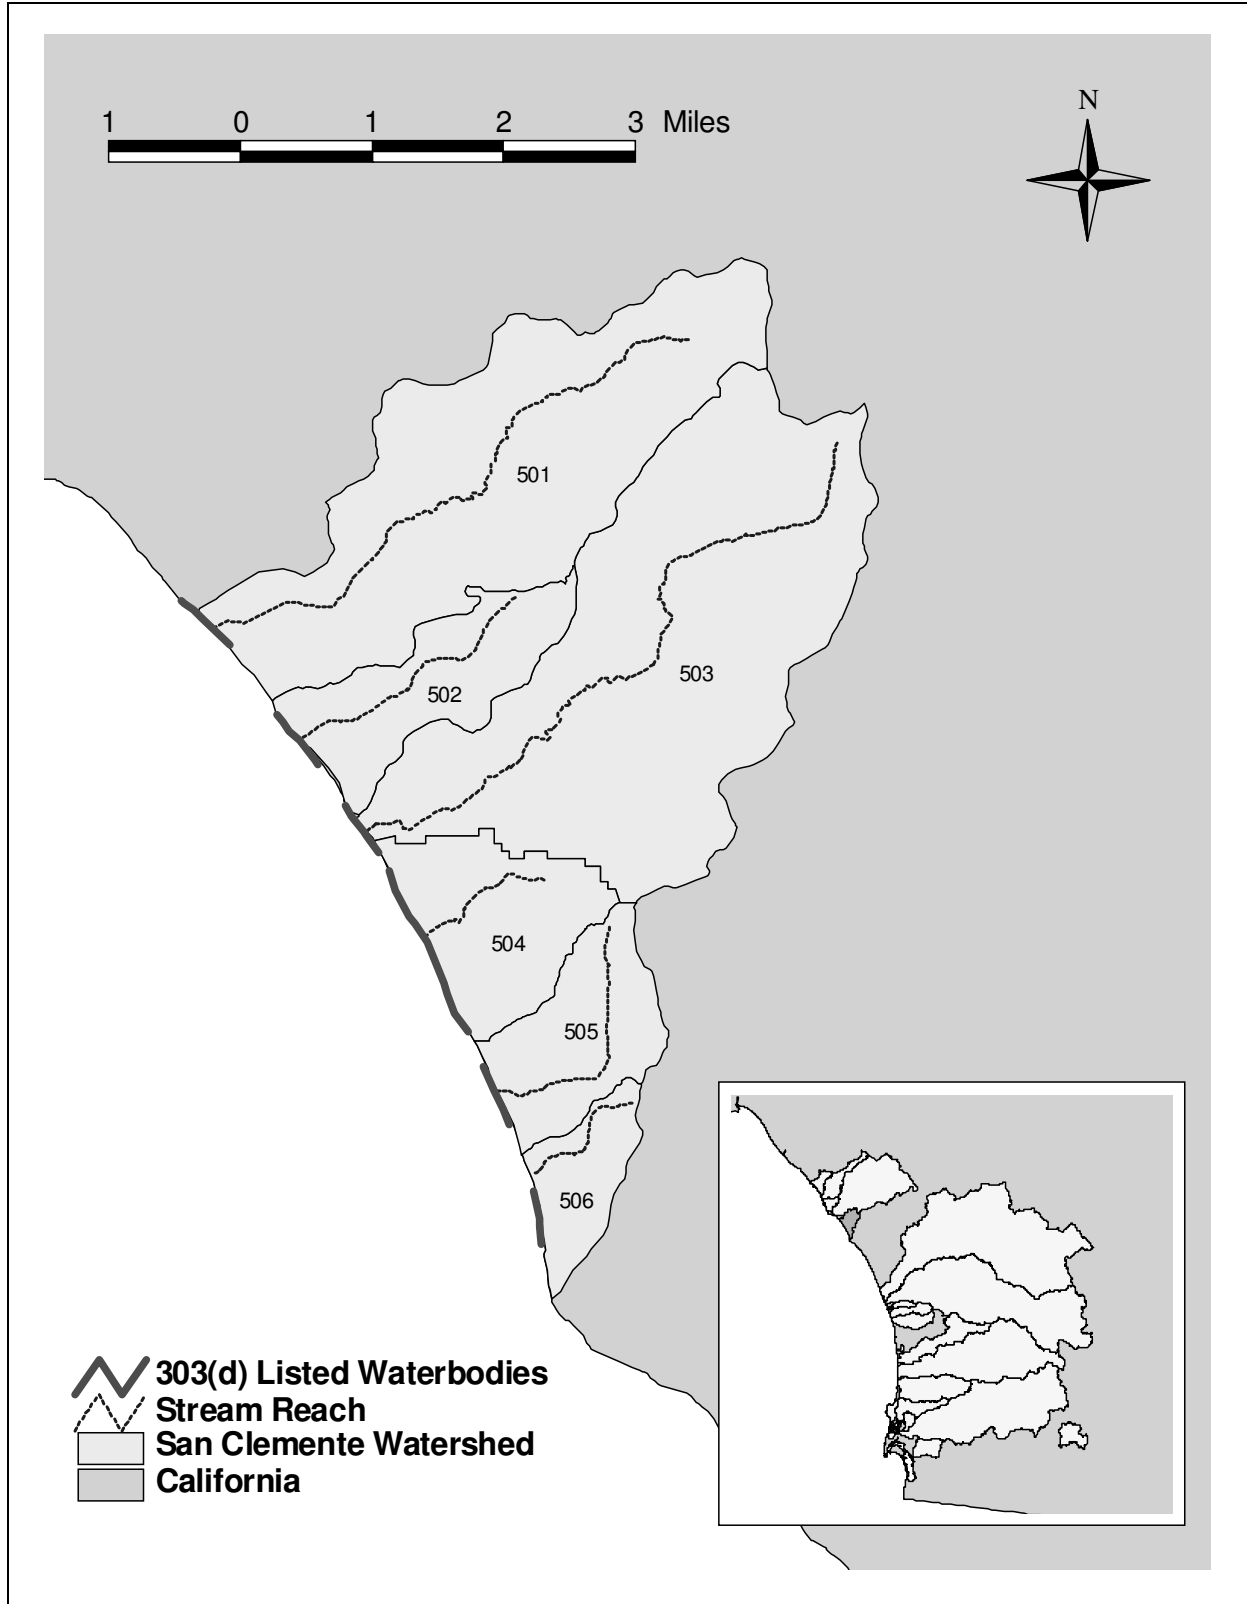 1 0 1 2 3 Miles
N
501
502
503
504
505
506
303(d) Listed Waterbodies
Stream Reach
San Clemente Watershed
California